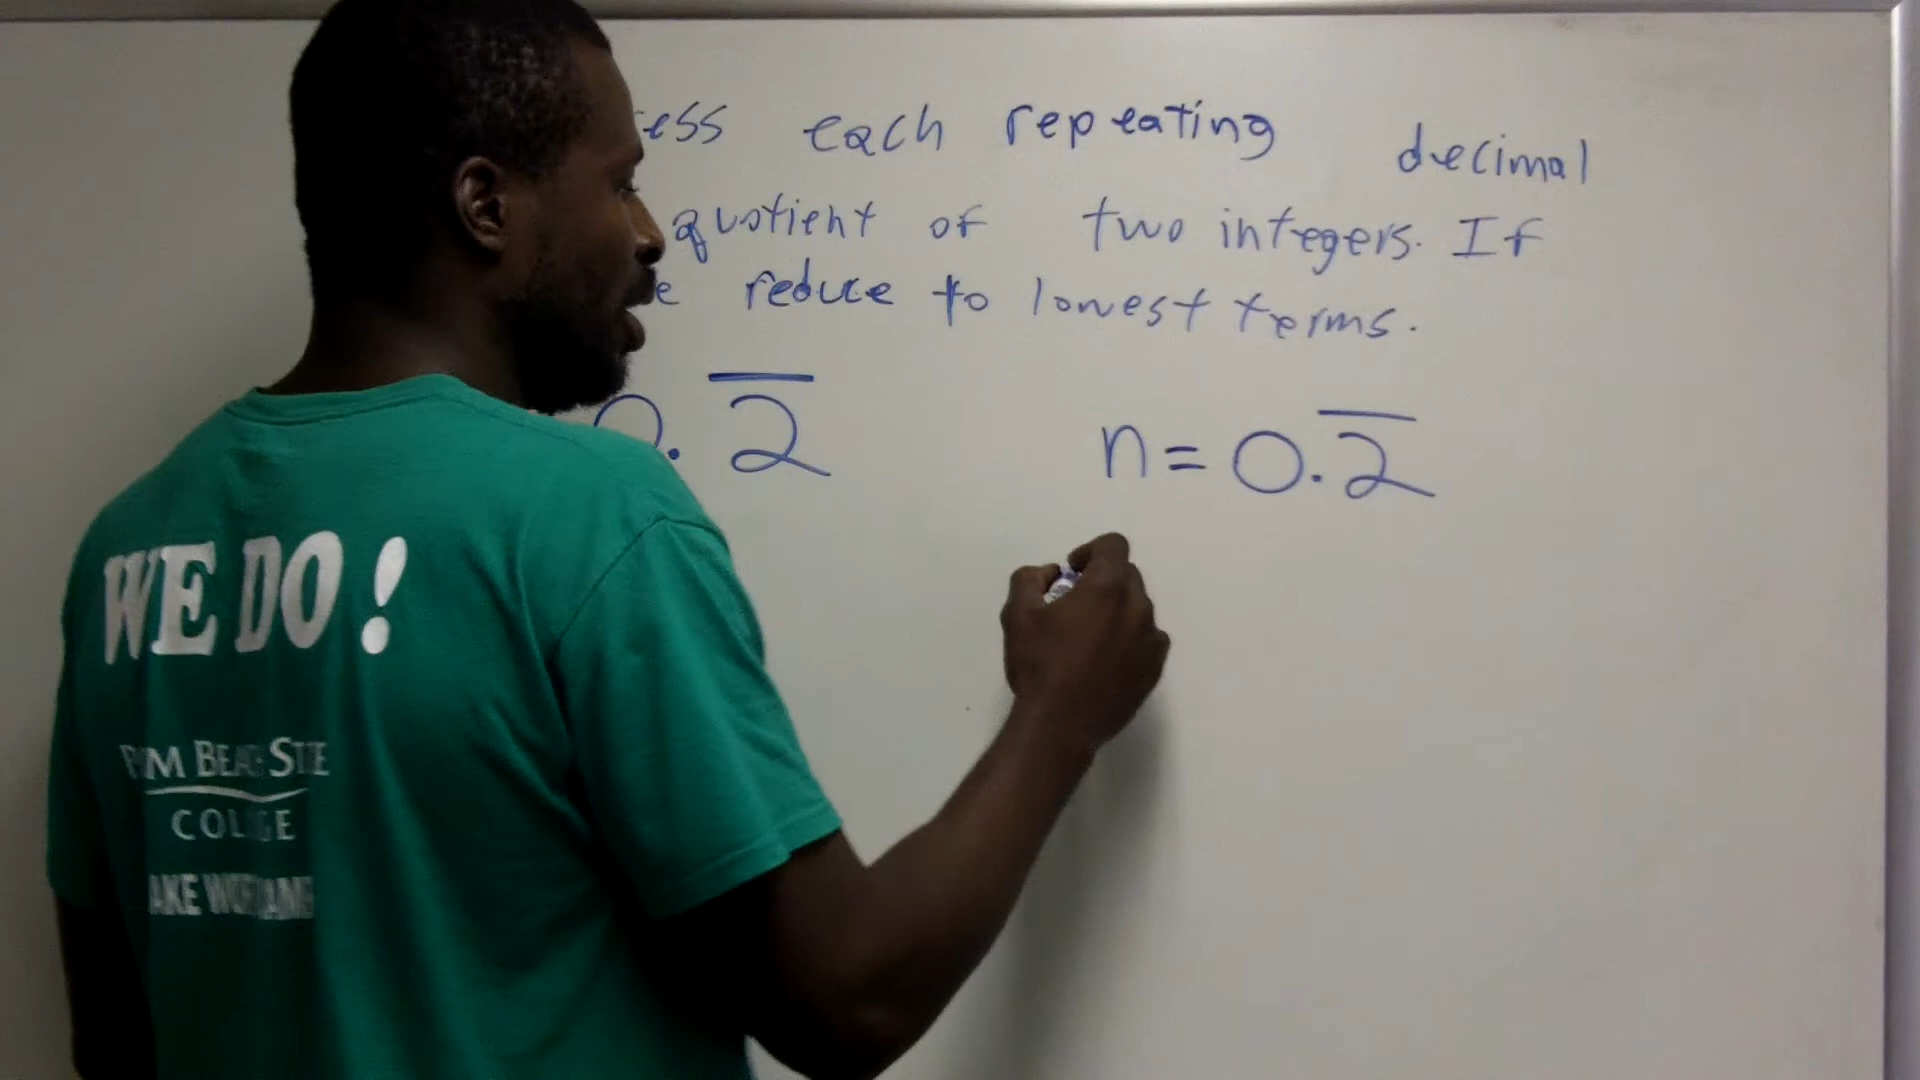 each repeating decimal
quotient of two integers. If
reduce to lowest terms.
0.2̅
n = 0.2̅
WE DO!
COLLEGE